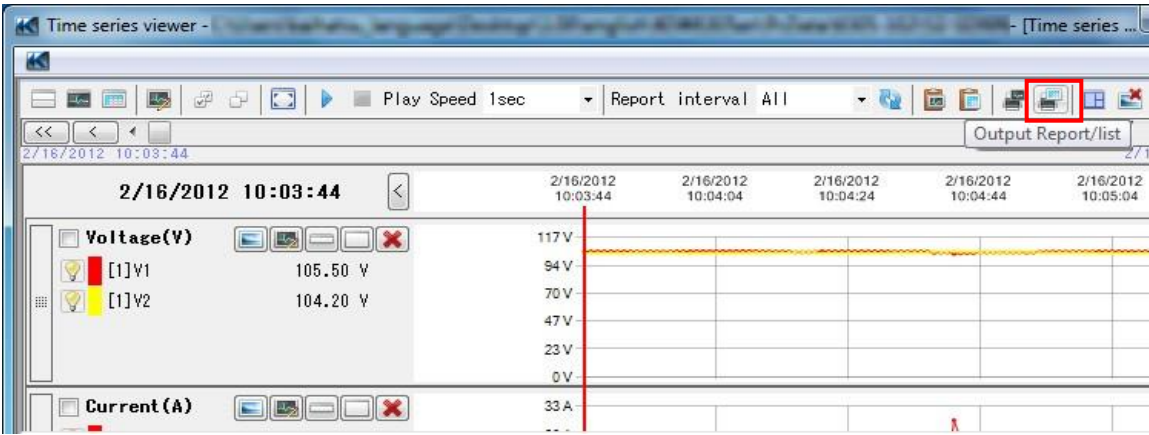 Time series viewer - - [Time series ...
Play Speed 1sec Report interval All
<< <
Output Report/list
2/16/2012 10:03:44
2/16/2012 10:03:44 <
2/16/2012 2/16/2012 2/16/2012 2/16/2012 2/16/2012
10:03:44 10:04:04 10:04:24 10:04:44 10:05:04
Voltage(V) 117 V
[1]V1 105.50 V 94 V
[1]V2 104.20 V 70 V
47 V
23 V
0 V
Current(A) 33 A